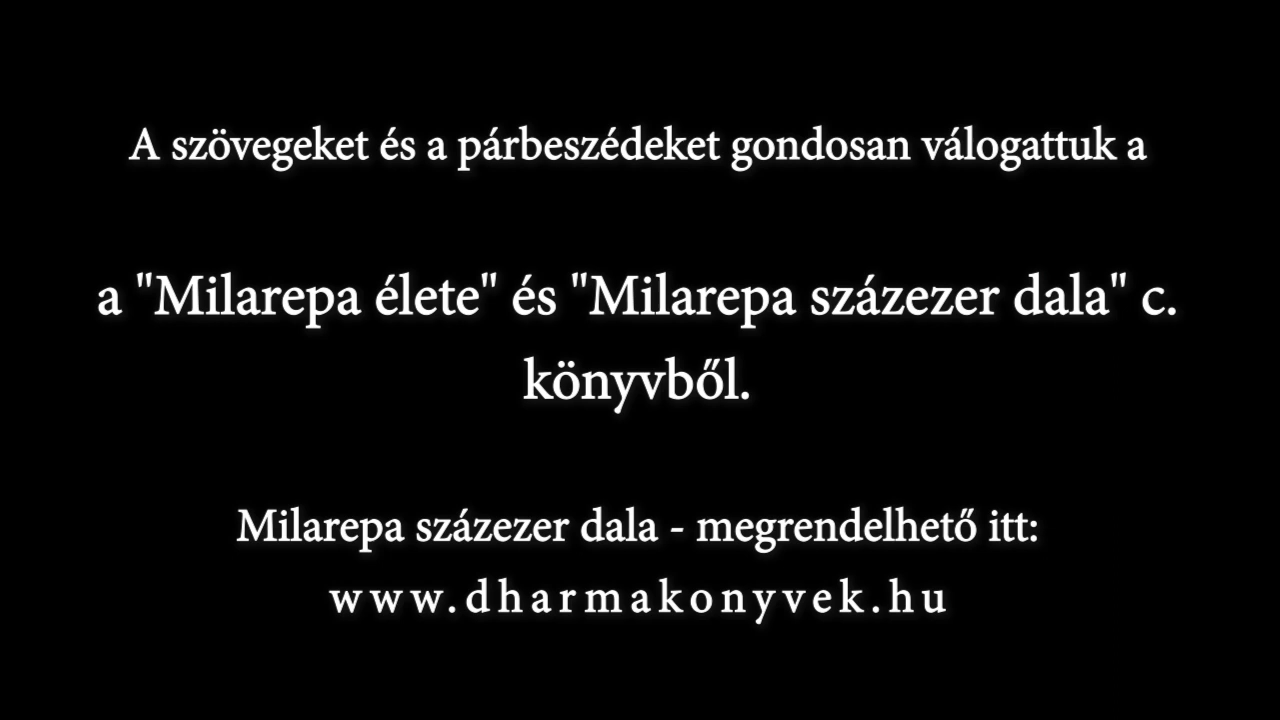 A szövegeket és a párbeszédeket gondosan válogattuk a
a "Milarepa élete" és "Milarepa százezer dala" c.
könyvből.
Milarepa százezer dala - megrendelhető itt:
www.dharmakonyvek.hu